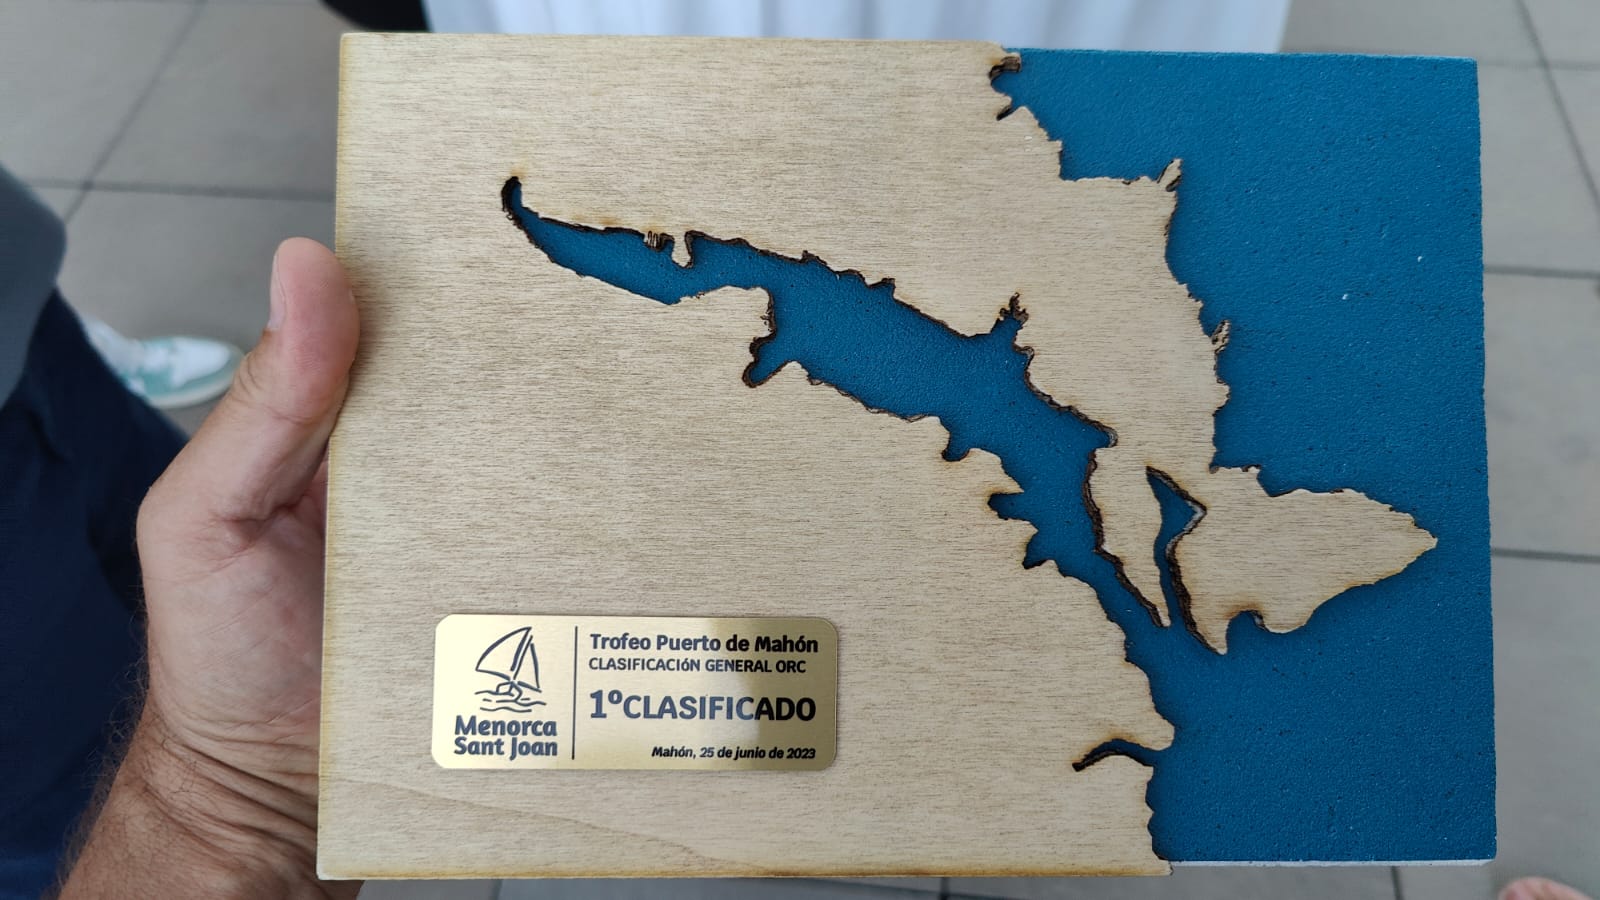 Menorca
Sant Joan
Trofeo Puerto de Mahón
CLASIFICACIóN GENERAL ORC
1ºCLASIFICADO
Mahón, 25 de junio de 2023